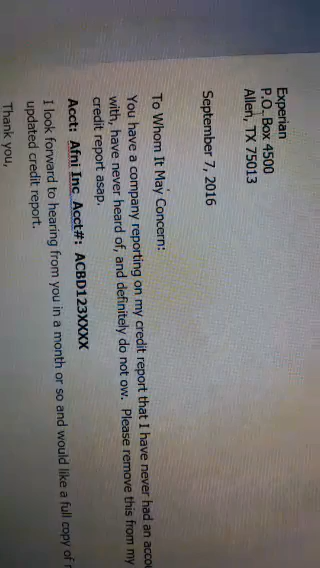 Experian
P.O. Box 4500
Allen, TX 75013
September 7, 2016
To Whom It May Concern:
You have a company reporting on my credit report that I have never had an
with, have never heard of, and definitely do not ow. Please remove this from my
credit report asap.
Acct: Afni Inc Acct#: ACBD123XXXX
I look forward to hearing from you in a month or so and would like a full copy of
updated credit report.
Thank you,